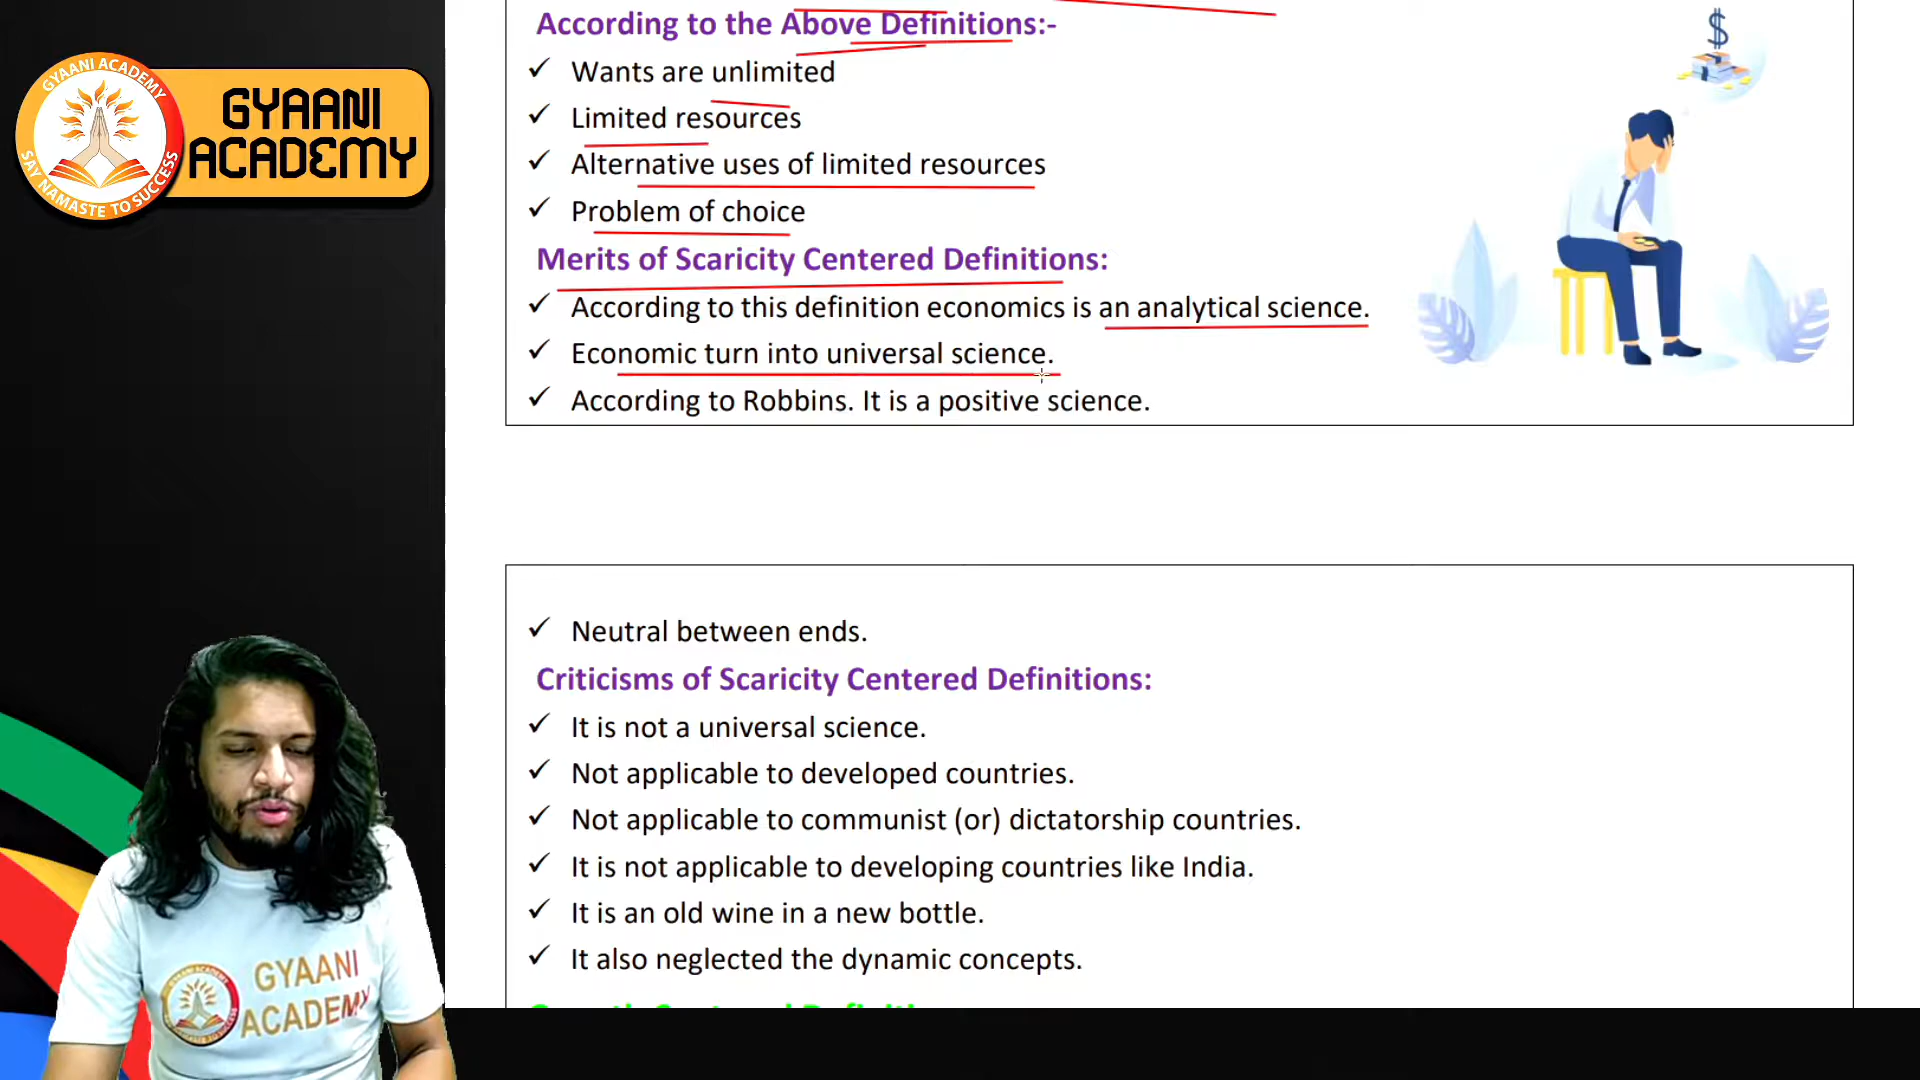 According to the Above Definitions:-
✓ Wants are unlimited
✓ Limited resources
✓ Alternative uses of limited resources
✓ Problem of choice
Merits of Scaricity Centered Definitions:
✓ According to this definition economics is an analytical science.
✓ Economic turn into universal science.
✓ According to Robbins. It is a positive science.
✓ Neutral between ends.
Criticisms of Scaricity Centered Definitions:
✓ It is not a universal science.
✓ Not applicable to developed countries.
✓ Not applicable to communist (or) dictatorship countries.
✓ It is not applicable to developing countries like India.
✓ It is an old wine in a new bottle.
✓ It also neglected the dynamic concepts.
$
GYAANI ACADEMY
SAY NAMASTE TO SUCCESS
GYAANI
ACADEMY
GYAANI
ACADEMY